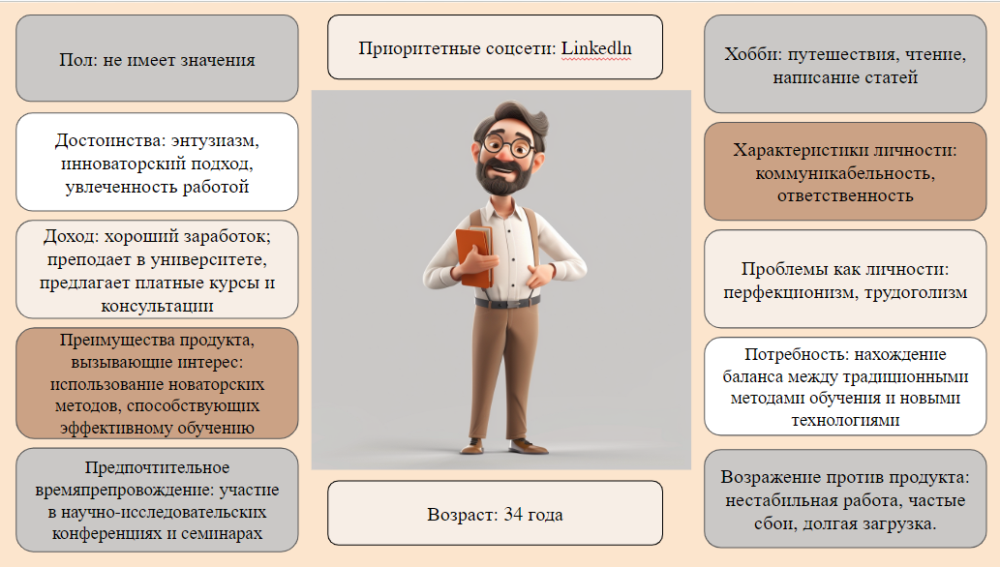 Пол: не имеет значения
Достоинства: энтузиазм,
инноваторский подход,
увлеченность работой
Доход: хороший заработок;
преподает в университете,
предлагает платные курсы и
консультации
Преимущества продукта,
вызывающие интерес:
использование новаторских
методов, способствующих
эффективному обучению
Предпочтительное
времяпрепровождение: участие
в научно-исследовательских
конференциях и семинарах
Приоритетные соцсети: Linkedln
Возраст: 34 года
Хобби: путешествия, чтение,
написание статей
Характеристики личности:
коммуникабельность,
ответственность
Проблемы как личности:
перфекционизм, трудоголизм
Потребность: нахождение
баланса между традиционными
методами обучения и новыми
технологиями
Возражение против продукта:
нестабильная работа, частые
сбои, долгая загрузка.